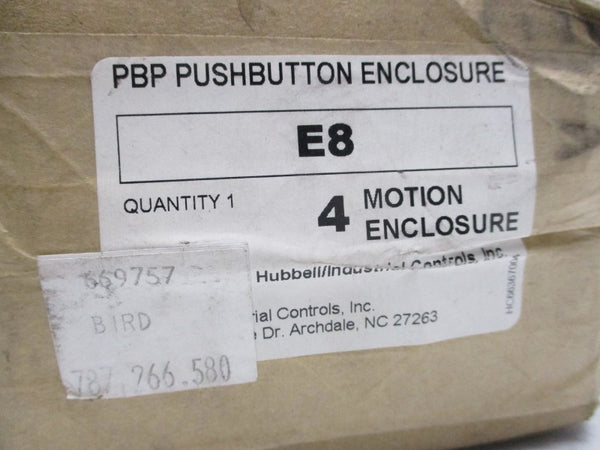 PBP PUSHBUTTON ENCLOSURE
E8
QUANTITY 1
4 MOTION
ENCLOSURE
Hubbell/Industrial Controls, Inc.
rial Controls, Inc.
e Dr. Archdale, NC 27263
669757
BIRD
787,266.580